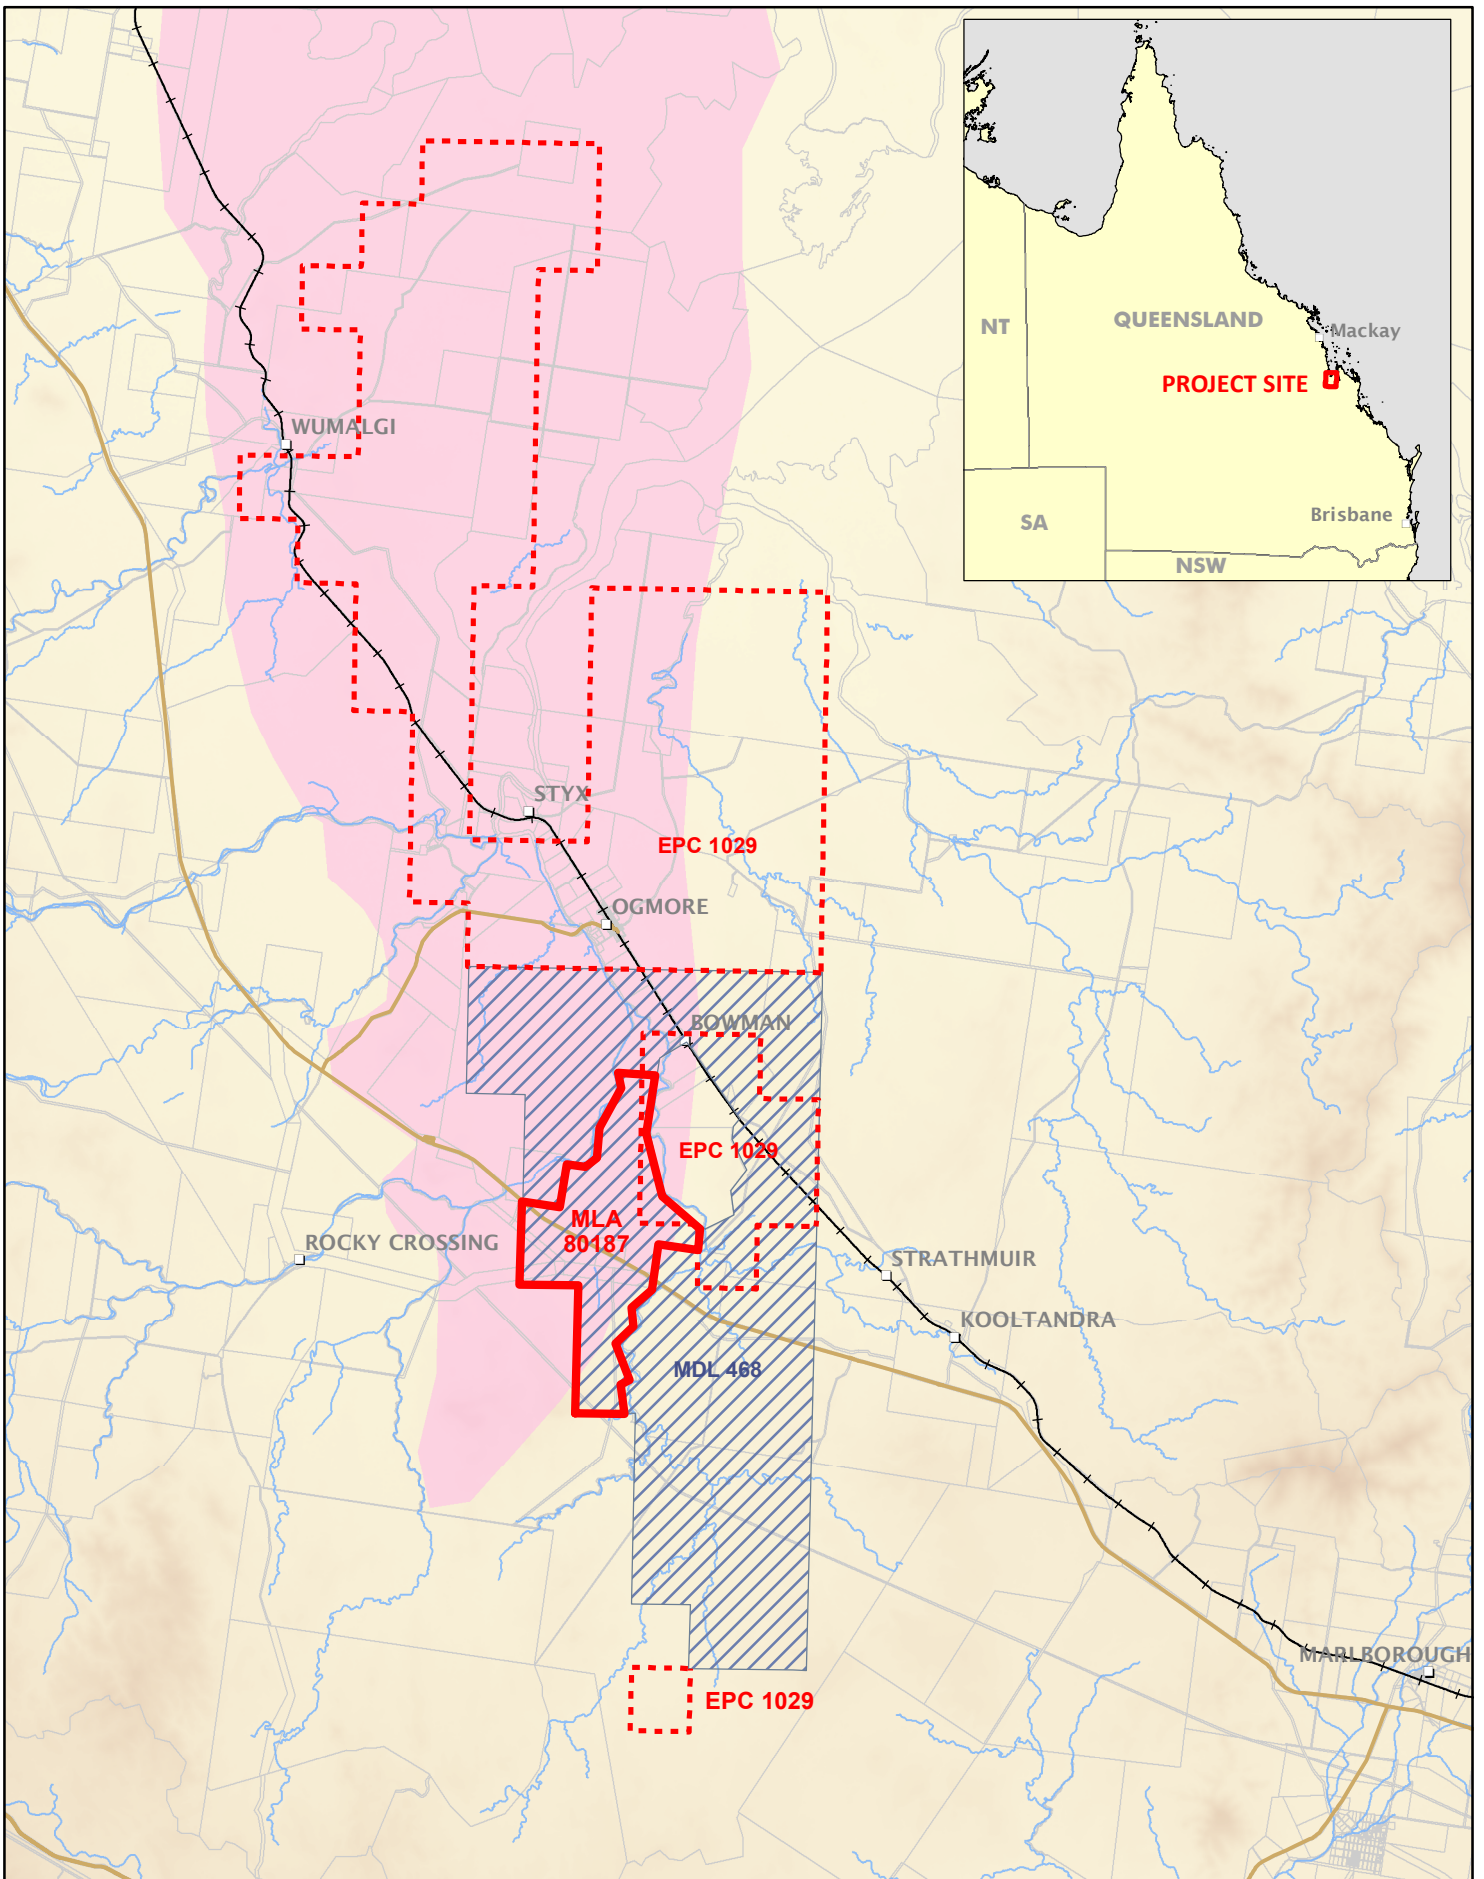 NT
QUEENSLAND
Mackay
PROJECT SITE
SA
Brisbane
NSW
WUMALGI
STYX
EPC 1029
OGMORE
BOWMAN
EPC 1029
MLA
80187
ROCKY CROSSING
STRATHMUIR
KOOLTANDRA
MDL 468
MARLBOROUGH
EPC 1029